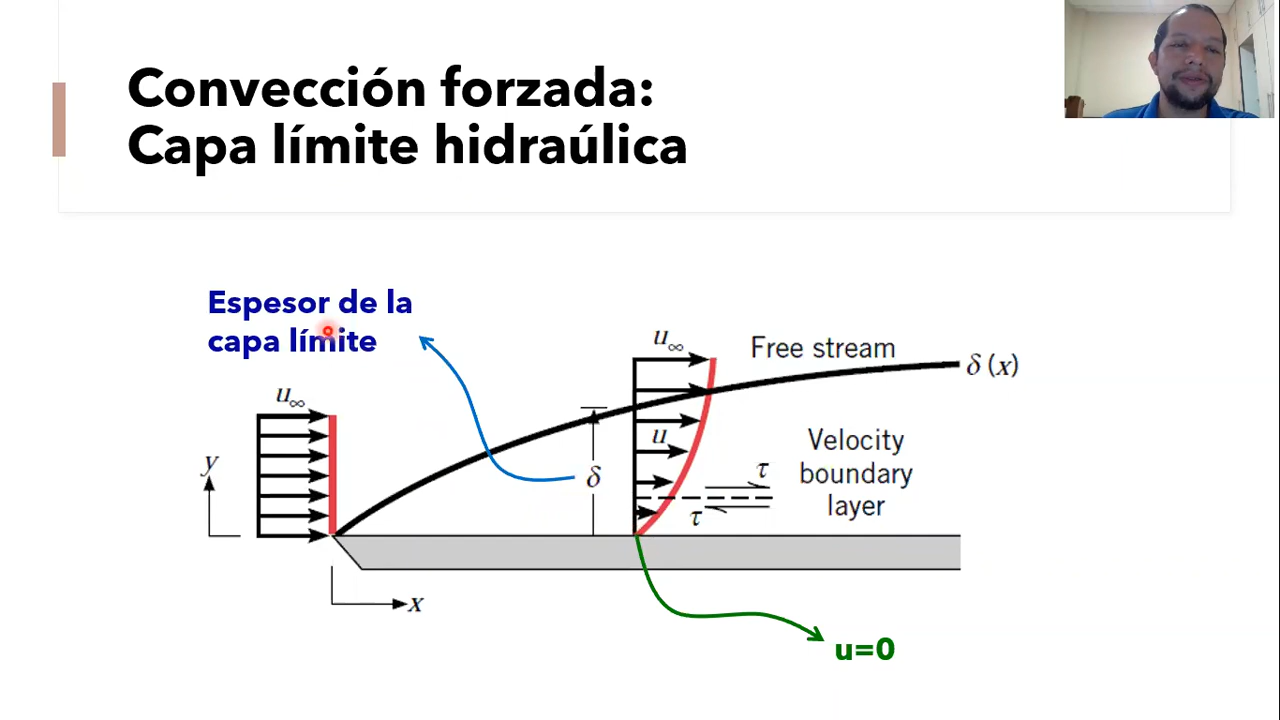 Convección forzada:
Capa límite hidraúlica
Espesor de la
capa límite
u∞
Free stream
δ (x)
u∞
u
Velocity
boundary
layer
y
δ
τ
τ
x
u=0